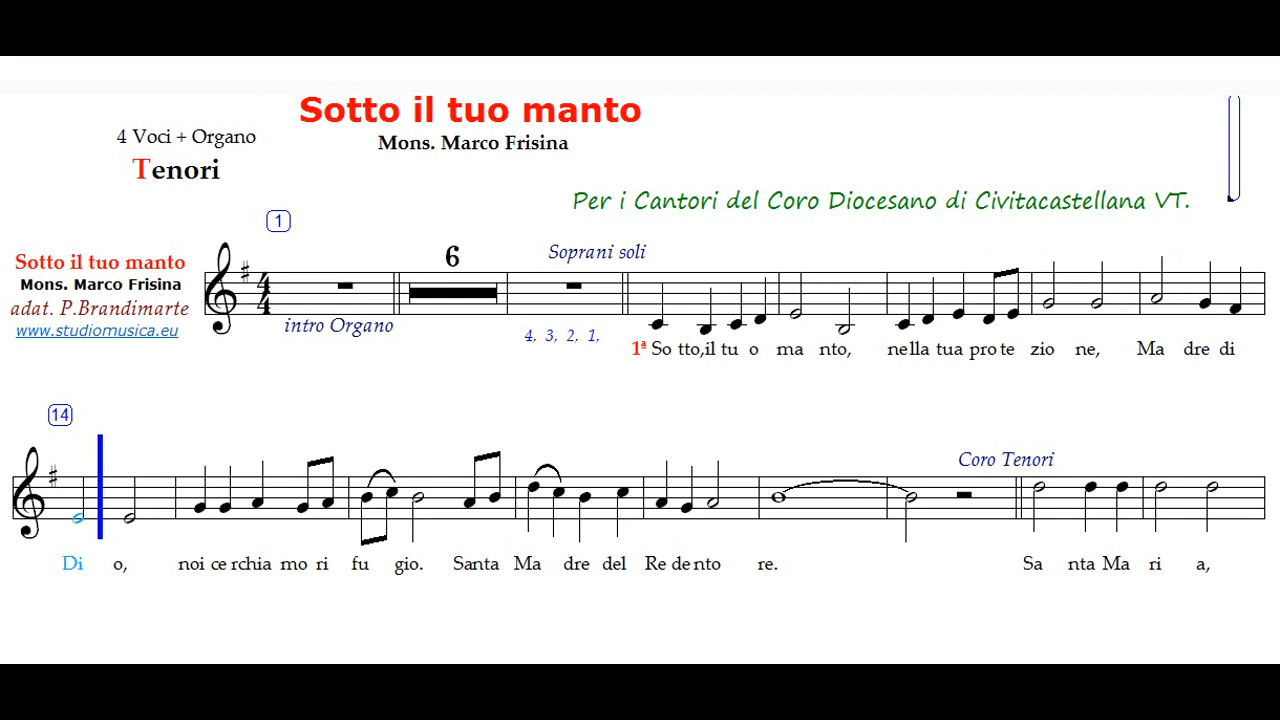 Sotto il tuo manto
4 Voci + Organo
Mons. Marco Frisina
Tenori
Per i Cantori del Coro Diocesano di Civitacastellana VT.
1
6
Soprani soli
Sotto il tuo manto
Mons. Marco Frisina
adat. P.Brandimarte
www.studiomusica.eu
4
4
intro Organo
4, 3, 2, 1,
1ª So tto,il tu o ma nto, nella tua pro te zio ne, Ma dre di
14
Coro Tenori
Di o, noi ce rchia mo ri fu gio. Santa Ma dre del Re de nto re. Sa nta Ma ri a,